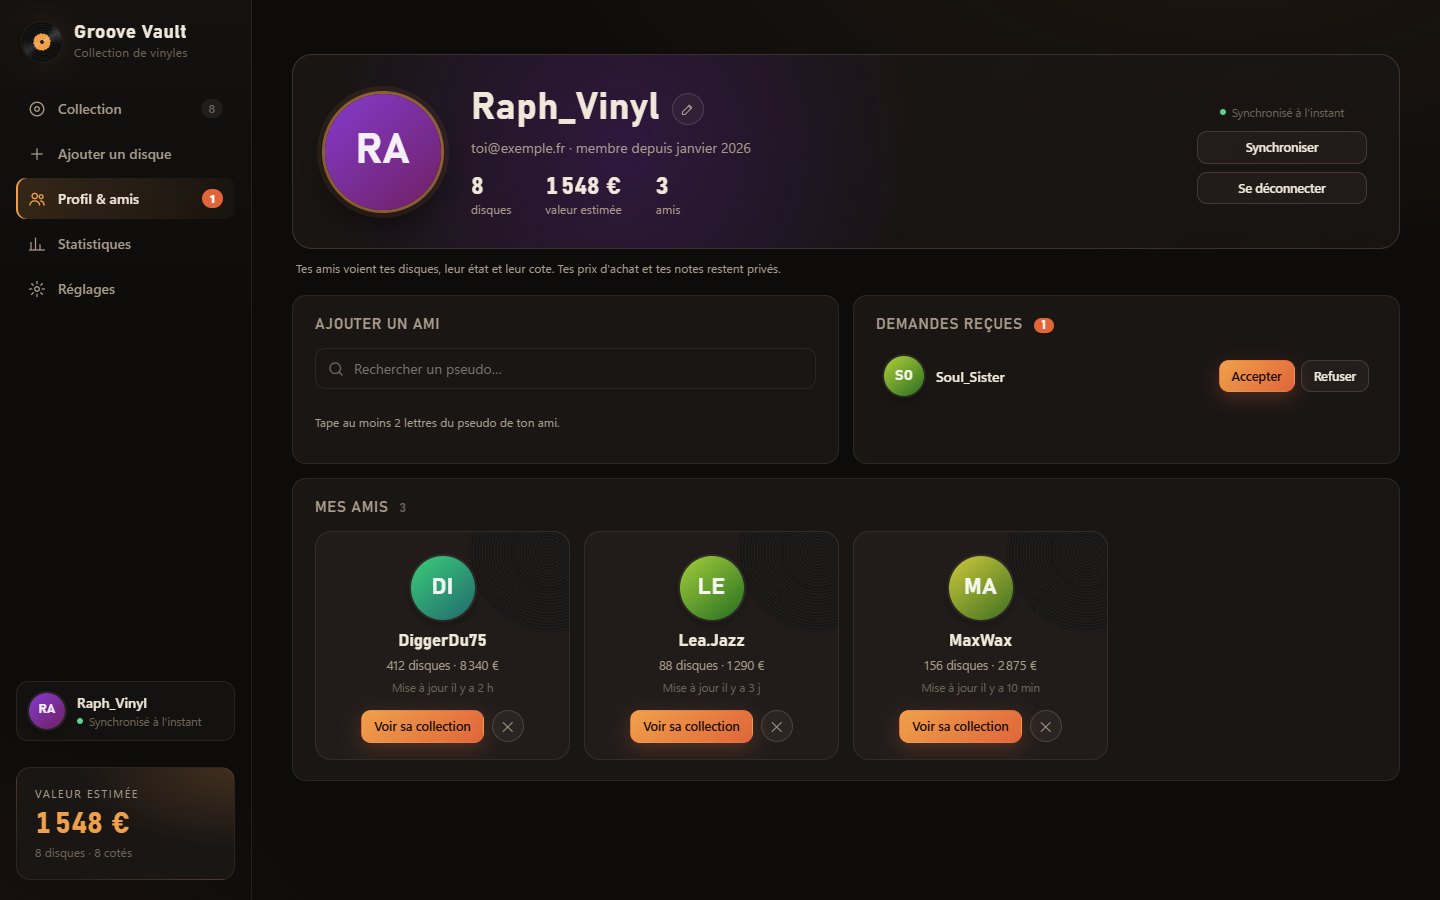 Groove Vault
Collection de vinyles
Collection 8
Ajouter un disque
Profil & amis 1
Statistiques
Réglages
RA
Raph_Vinyl
Synchronisé à l'instant
VALEUR ESTIMÉE
1 548 €
8 disques · 8 cotés
RA
Raph_Vinyl
toi@exemple.fr · membre depuis janvier 2026
8 1 548 € 3
disques valeur estimée amis
Synchronisé à l'instant
Synchroniser
Se déconnecter
Tes amis voient tes disques, leur état et leur cote. Tes prix d'achat et tes notes restent privés.
AJOUTER UN AMI
Rechercher un pseudo...
Tape au moins 2 lettres du pseudo de ton ami.
DEMANDES REÇUES 1
SO Soul_Sister Accepter Refuser
MES AMIS 3
DI
DiggerDu75
412 disques · 8 340 €
Mise à jour il y a 2 h
Voir sa collection
LE
Lea.Jazz
88 disques · 1 290 €
Mise à jour il y a 3 j
Voir sa collection
MA
MaxWax
156 disques · 2 875 €
Mise à jour il y a 10 min
Voir sa collection